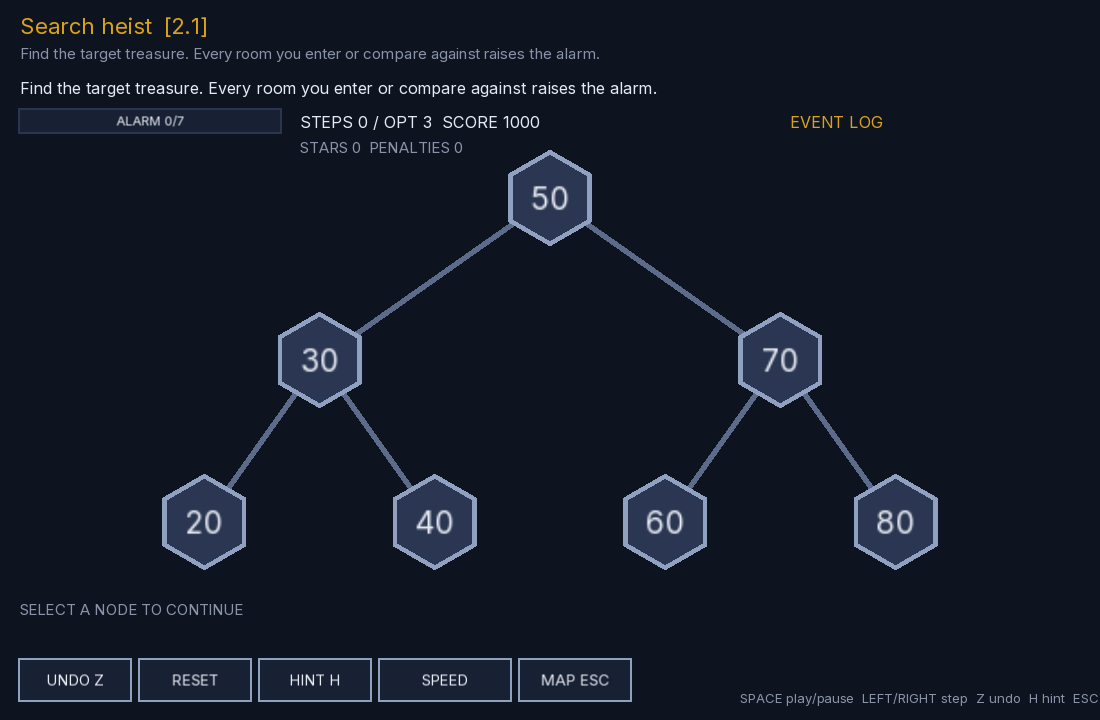 Search heist  [2.1]
Find the target treasure. Every room you enter or compare against raises the alarm.
Find the target treasure. Every room you enter or compare against raises the alarm.
ALARM 0/7
STEPS 0 / OPT 3  SCORE 1000
EVENT LOG
STARS 0  PENALTIES 0
50
30
70
20
40
60
80
SELECT A NODE TO CONTINUE
UNDO Z
RESET
HINT H
SPEED
MAP ESC
SPACE play/pause  LEFT/RIGHT step  Z undo  H hint  ESC